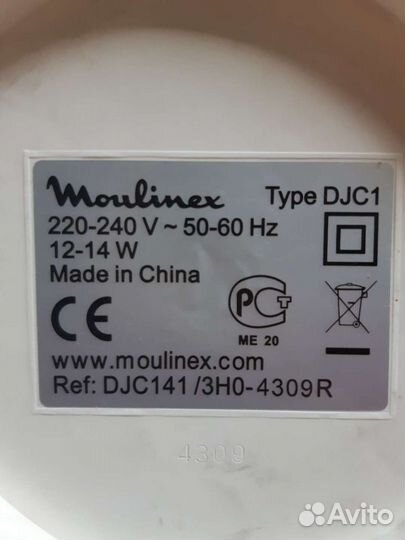 Moulinex Type DJC1
220-240 V ~ 50-60 Hz
12-14 W
Made in China
CE PCT
ME 20
www.moulinex.com
Ref: DJC141 /3H0-4309R
4309
Avito